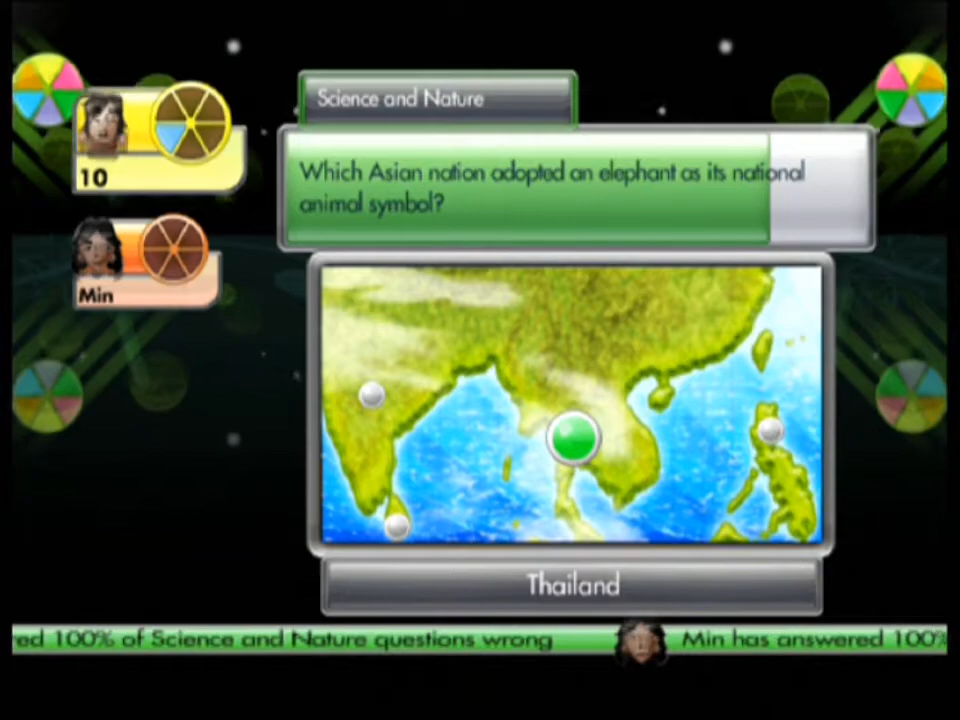 Science and Nature
Which Asian nation adopted an elephant as its national
animal symbol?
10
Min
Thailand
ed 100% of Science and Nature questions wrong
Min has answered 100%